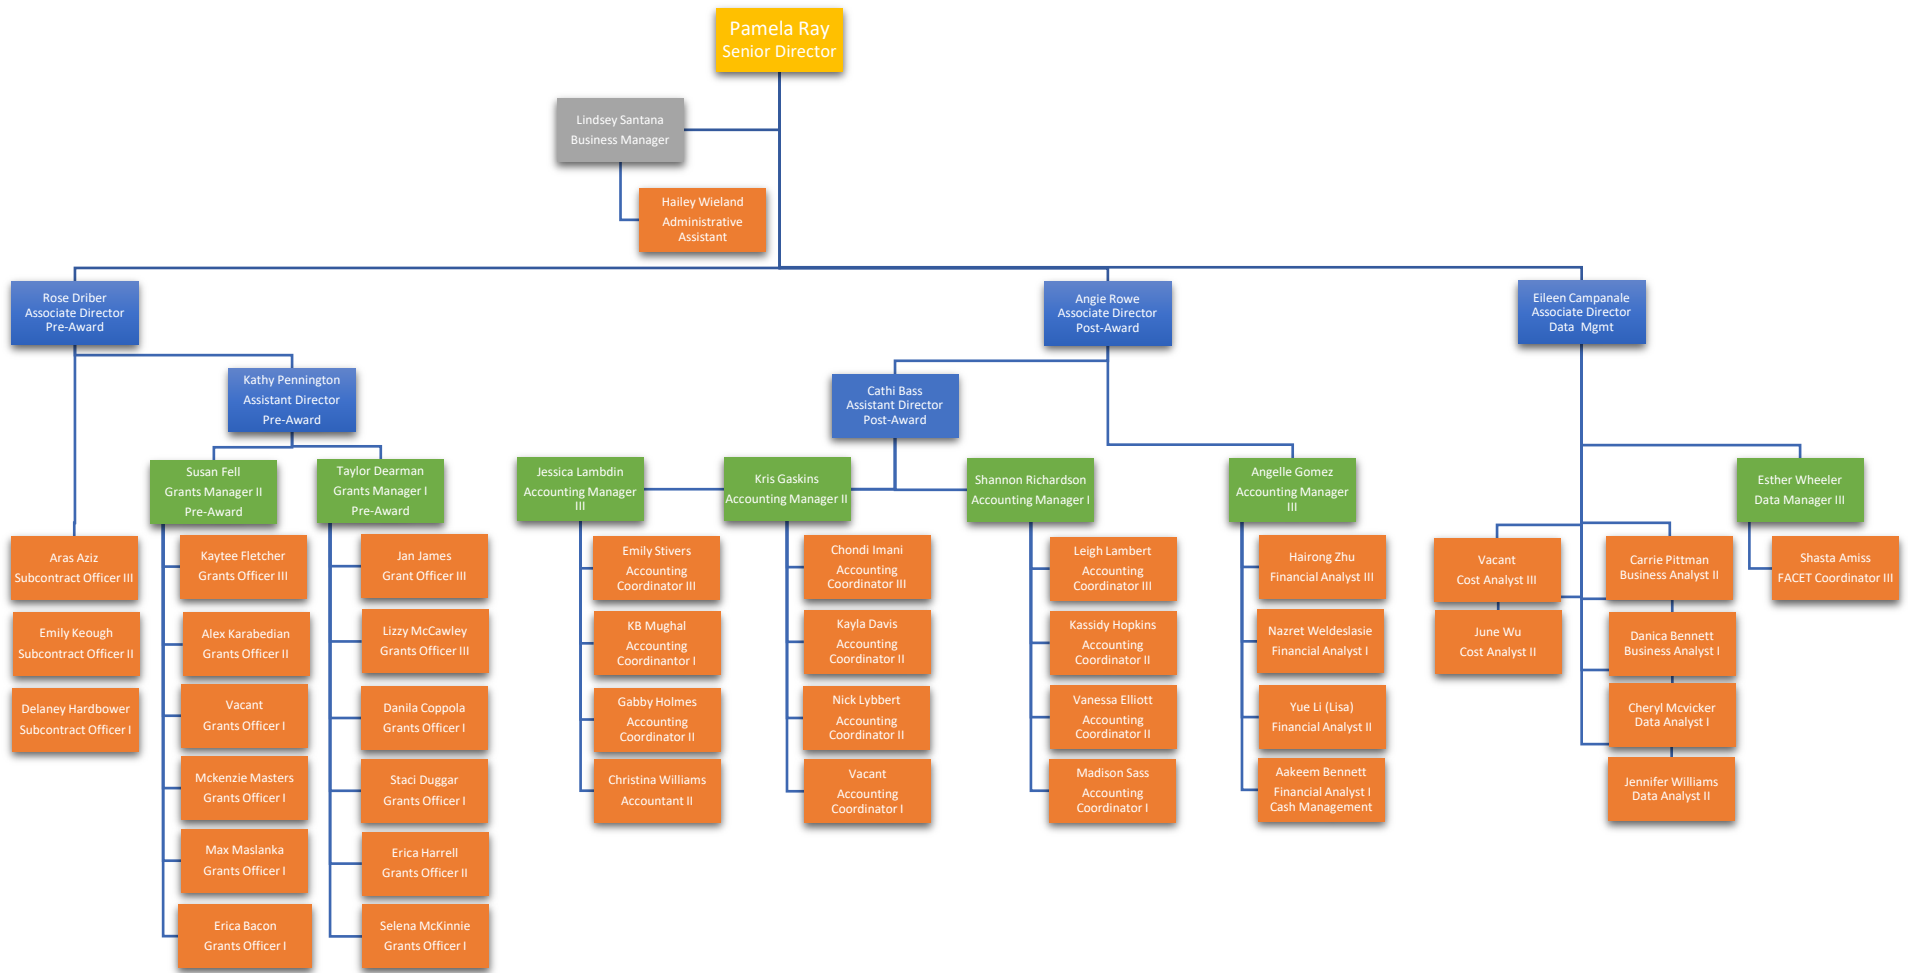 Pamela Ray
Senior Director
Lindsey Santana
Business Manager
Hailey Wieland
Administrative
Assistant
Rose Driber
Associate Director
Pre-Award
Angie Rowe
Associate Director
Post-Award
Eileen Campanale
Associate Director
Data Mgmt
Kathy Pennington
Assistant Director
Pre-Award
Cathi Bass
Assistant Director
Post-Award
Susan Fell
Grants Manager II
Pre-Award
Taylor Dearman
Grants Manager I
Pre-Award
Jessica Lambdin
Accounting Manager
III
Kris Gaskins
Accounting Manager II
Shannon Richardson
Accounting Manager I
Angelle Gomez
Accounting Manager
III
Esther Wheeler
Data Manager III
Aras Aziz
Subcontract Officer III
Emily Keough
Subcontract Officer II
Delaney Hardbower
Subcontract Officer I
Kaytee Fletcher
Grants Officer III
Alex Karabedian
Grants Officer II
Vacant
Grants Officer I
Mckenzie Masters
Grants Officer I
Max Maslanka
Grants Officer I
Erica Bacon
Grants Officer I
Jan James
Grant Officer III
Lizzy McCawley
Grants Officer III
Danila Coppola
Grants Officer I
Staci Duggar
Grants Officer I
Erica Harrell
Grants Officer II
Selena McKinnie
Grants Officer I
Emily Stivers
Accounting
Coordinator III
KB Mughal
Accounting
Coordinantor I
Gabby Holmes
Accounting
Coordinator II
Christina Williams
Accountant II
Chondi Imani
Accounting
Coordinator III
Kayla Davis
Accounting
Coordinator II
Nick Lybbert
Accounting
Coordinator II
Vacant
Accounting
Coordinator I
Leigh Lambert
Accounting
Coordinator III
Kassidy Hopkins
Accounting
Coordinator II
Vanessa Elliott
Accounting
Coordinator II
Madison Sass
Accounting
Coordinator I
Hairong Zhu
Financial Analyst III
Nazret Weldeslasie
Financial Analyst I
Yue Li (Lisa)
Financial Analyst II
Aakeem Bennett
Financial Analyst I
Cash Management
Vacant
Cost Analyst III
June Wu
Cost Analyst II
Carrie Pittman
Business Analyst II
Danica Bennett
Business Analyst I
Cheryl Mcvicker
Data Analyst I
Jennifer Williams
Data Analyst II
Shasta Amiss
FACET Coordinator III